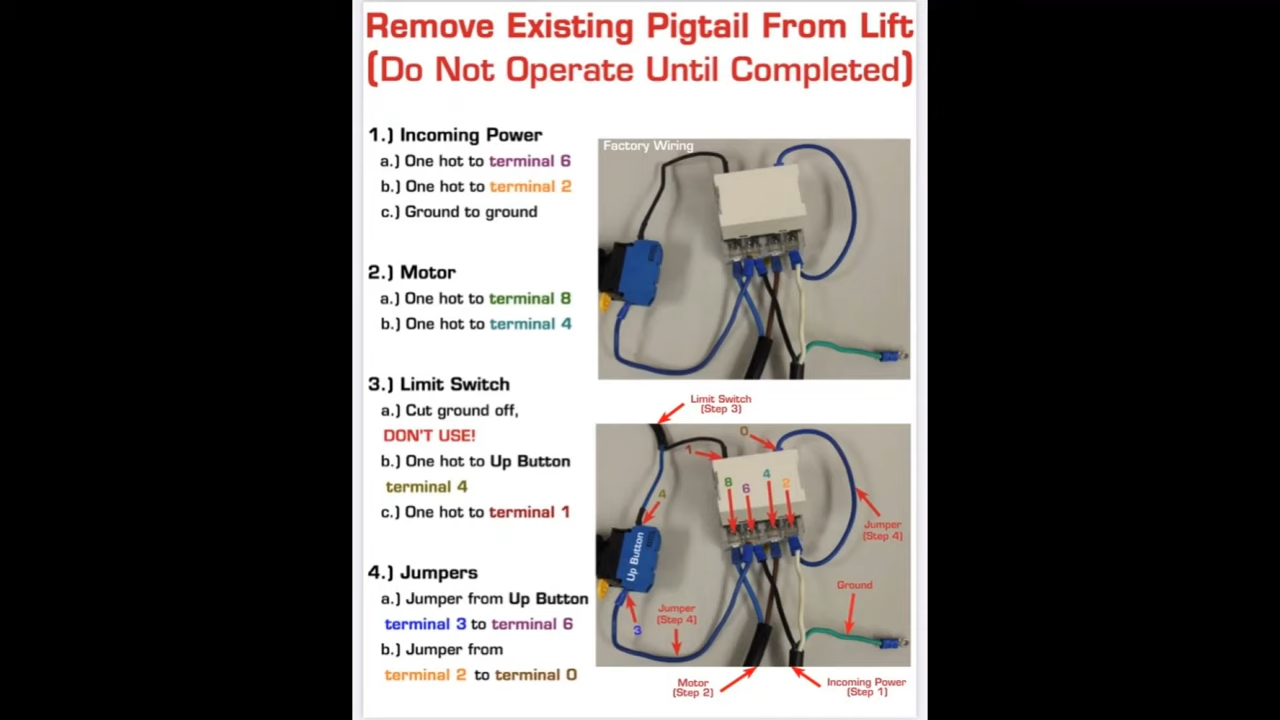 Remove Existing Pigtail From Lift
(Do Not Operate Until Completed)
1.) Incoming Power
a.) One hot to terminal 6
b.) One hot to terminal 2
c.) Ground to ground
2.) Motor
a.) One hot to terminal 8
b.) One hot to terminal 4
3.) Limit Switch
a.) Cut ground off,
DON'T USE!
b.) One hot to Up Button
terminal 4
c.) One hot to terminal 1
4.) Jumpers
a.) Jumper from Up Button
terminal 3 to terminal 6
b.) Jumper from
terminal 2 to terminal 0
Factory Wiring
Limit Switch
(Step 3)
0
1
4
8
6
2
4
Up Button
Jumper
(Step 4)
Ground
Jumper
(Step 4)
3
Motor
(Step 2)
Incoming Power
(Step 1)